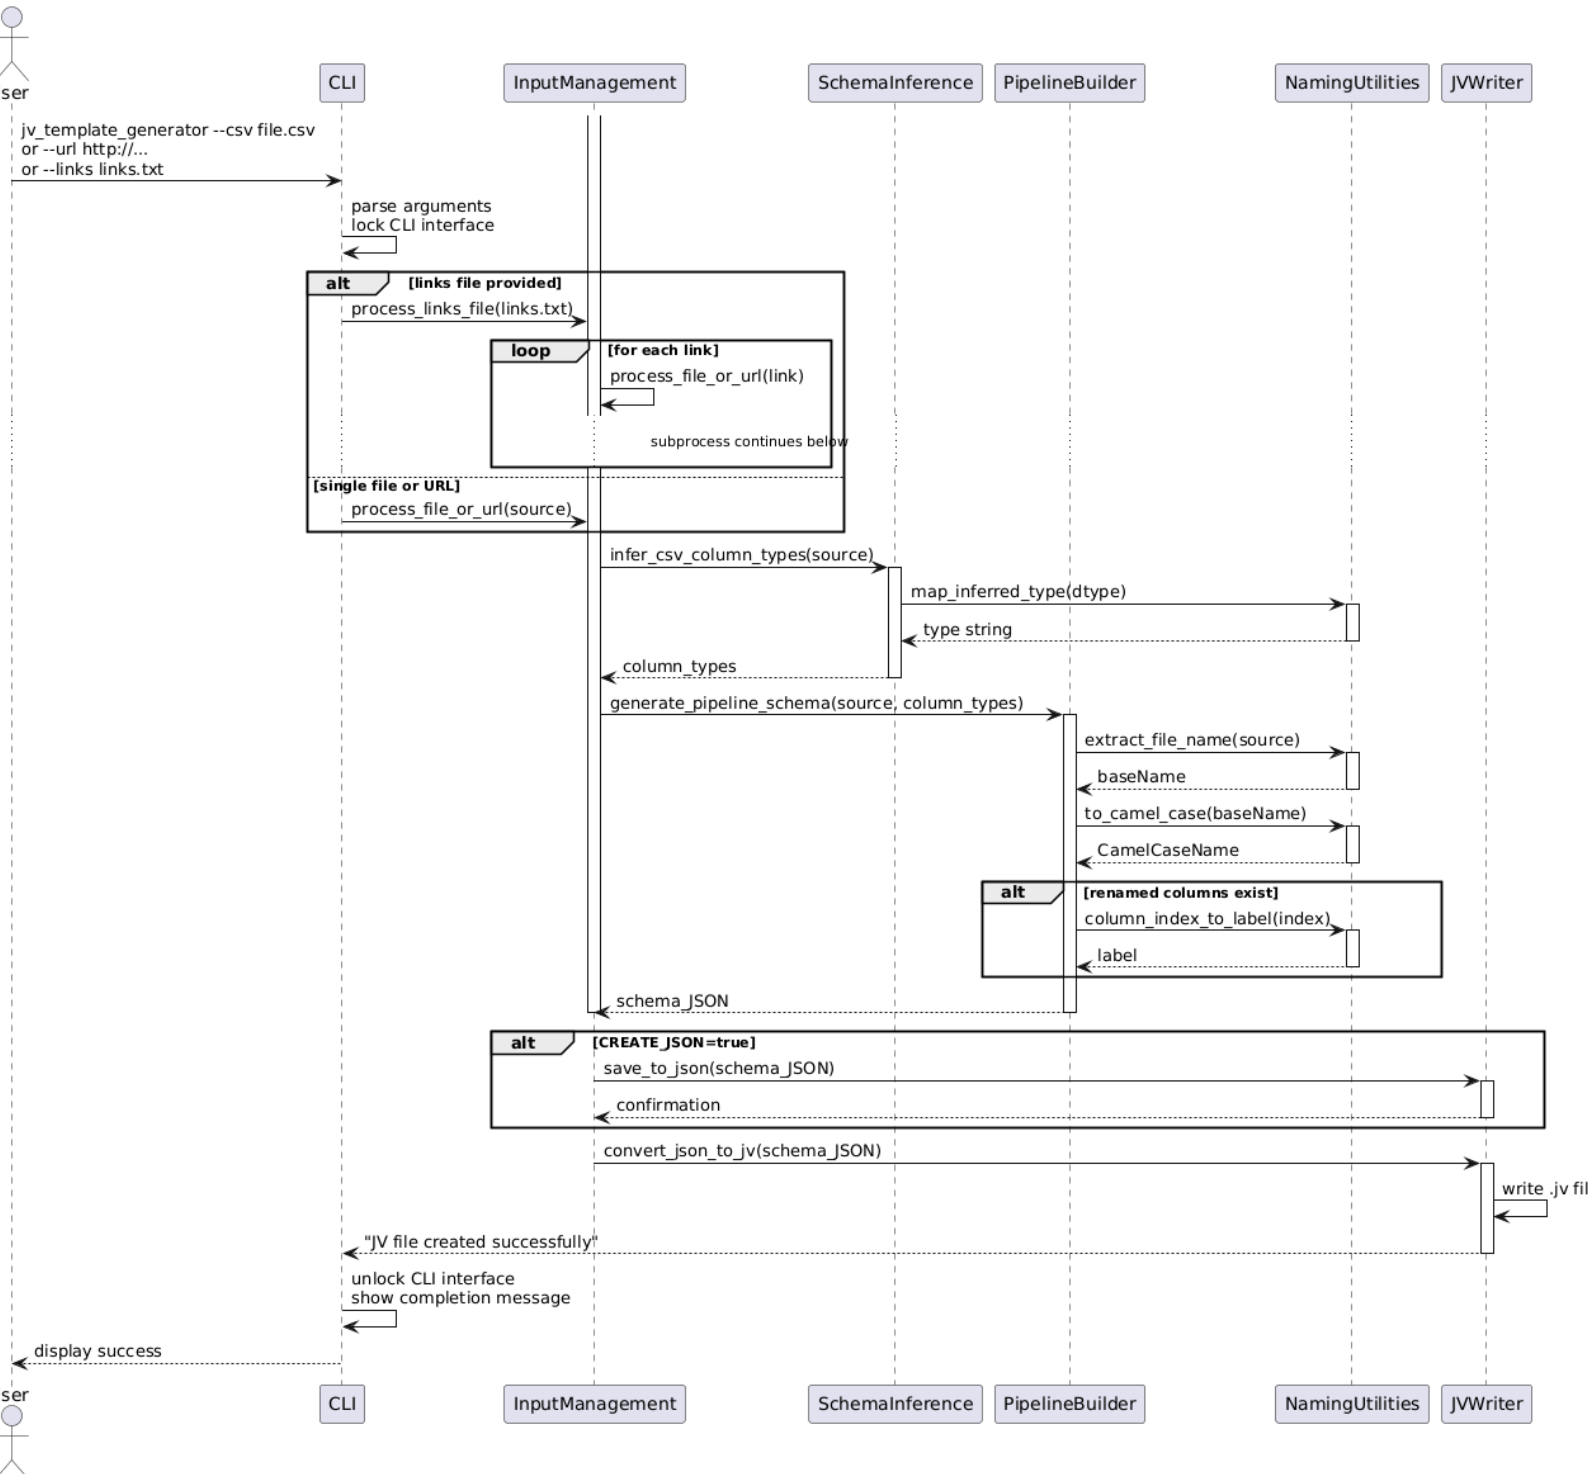 ser
CLI
InputManagement
SchemaInference
PipelineBuilder
NamingUtilities
JVWriter
jv_template_generator --csv file.csv
or --url http://...
or --links links.txt
parse arguments
lock CLI interface
alt
[links file provided]
process_links_file(links.txt)
loop
[for each link]
process_file_or_url(link)
subprocess continues below
[single file or URL]
process_file_or_url(source)
infer_csv_column_types(source)
map_inferred_type(dtype)
type string
column_types
generate_pipeline_schema(source, column_types)
extract_file_name(source)
baseName
to_camel_case(baseName)
CamelCaseName
alt
[renamed columns exist]
column_index_to_label(index)
label
schema_JSON
alt
[CREATE_JSON=true]
save_to_json(schema_JSON)
confirmation
convert_json_to_jv(schema_JSON)
write .jv fil
"JV file created successfully"
unlock CLI interface
show completion message
display success
ser
CLI
InputManagement
SchemaInference
PipelineBuilder
NamingUtilities
JVWriter